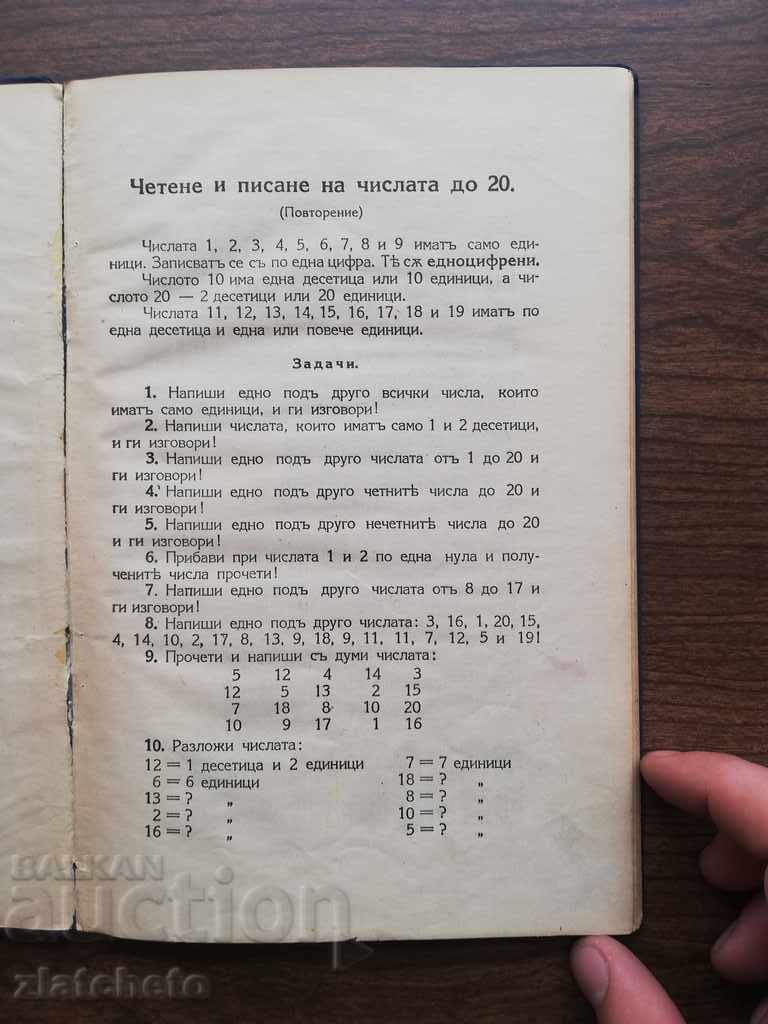 Четене и писане на числата до 20.
(Повторение)
Числата 1, 2, 3, 4, 5, 6, 7, 8 и 9 иматъ само еди-
ници. Записватъ се съ по една цифра. Тѣ сѫ едноцифрени.
Числото 10 има една десетица или 10 единици, а чи-
слото 20 — 2 десетици или 20 единици.
Числата 11, 12, 13, 14, 15, 16, 17, 18 и 19 иматъ по
една десетица и една или повече единици.
Задачи.
1. Напиши едно подъ друго всички числа, които
иматъ само единици, и ги изговори!
2. Напиши числата, които иматъ само 1 и 2 десетици,
и ги изговори!
3. Напиши едно подъ друго числата отъ 1 до 20 и
ги изговори!
4. Напиши едно подъ друго четнитѣ числа до 20 и
ги изговори!
5. Напиши едно подъ друго нечетнитѣ числа до 20
и ги изговори!
6. Прибави при числата 1 и 2 по една нула и полу-
ченитѣ числа прочети!
7. Напиши едно подъ друго числата отъ 8 до 17 и
ги изговори!
8. Напиши едно подъ друго числата: 3, 16, 1, 20, 15,
4, 14, 10, 2, 17, 8, 13, 9, 18, 9, 11, 11, 7, 12, 5 и 19!
9. Прочети и напиши съ думи числата:
5 12 4 14 3
12 5 13 2 15
7 18 8 10 20
10 9 17 1 16
10. Разложи числата:
12 = 1 десетица и 2 единици 7 = 7 единици
6 = 6 единици 18 = ? „
13 = ? „ 8 = ? „
2 = ? „ 10 = ? „
16 = ? „ 5 = ? „
БАЛКАН
auction
zlatcheto